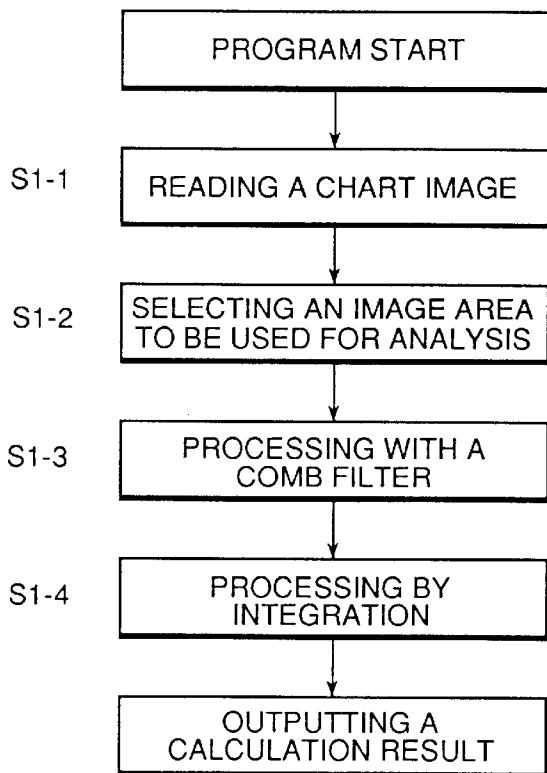 PROGRAM START
S1-1
READING A CHART IMAGE
S1-2
SELECTING AN IMAGE AREA
TO BE USED FOR ANALYSIS
S1-3
PROCESSING WITH A
COMB FILTER
S1-4
PROCESSING BY
INTEGRATION
OUTPUTTING A
CALCULATION RESULT